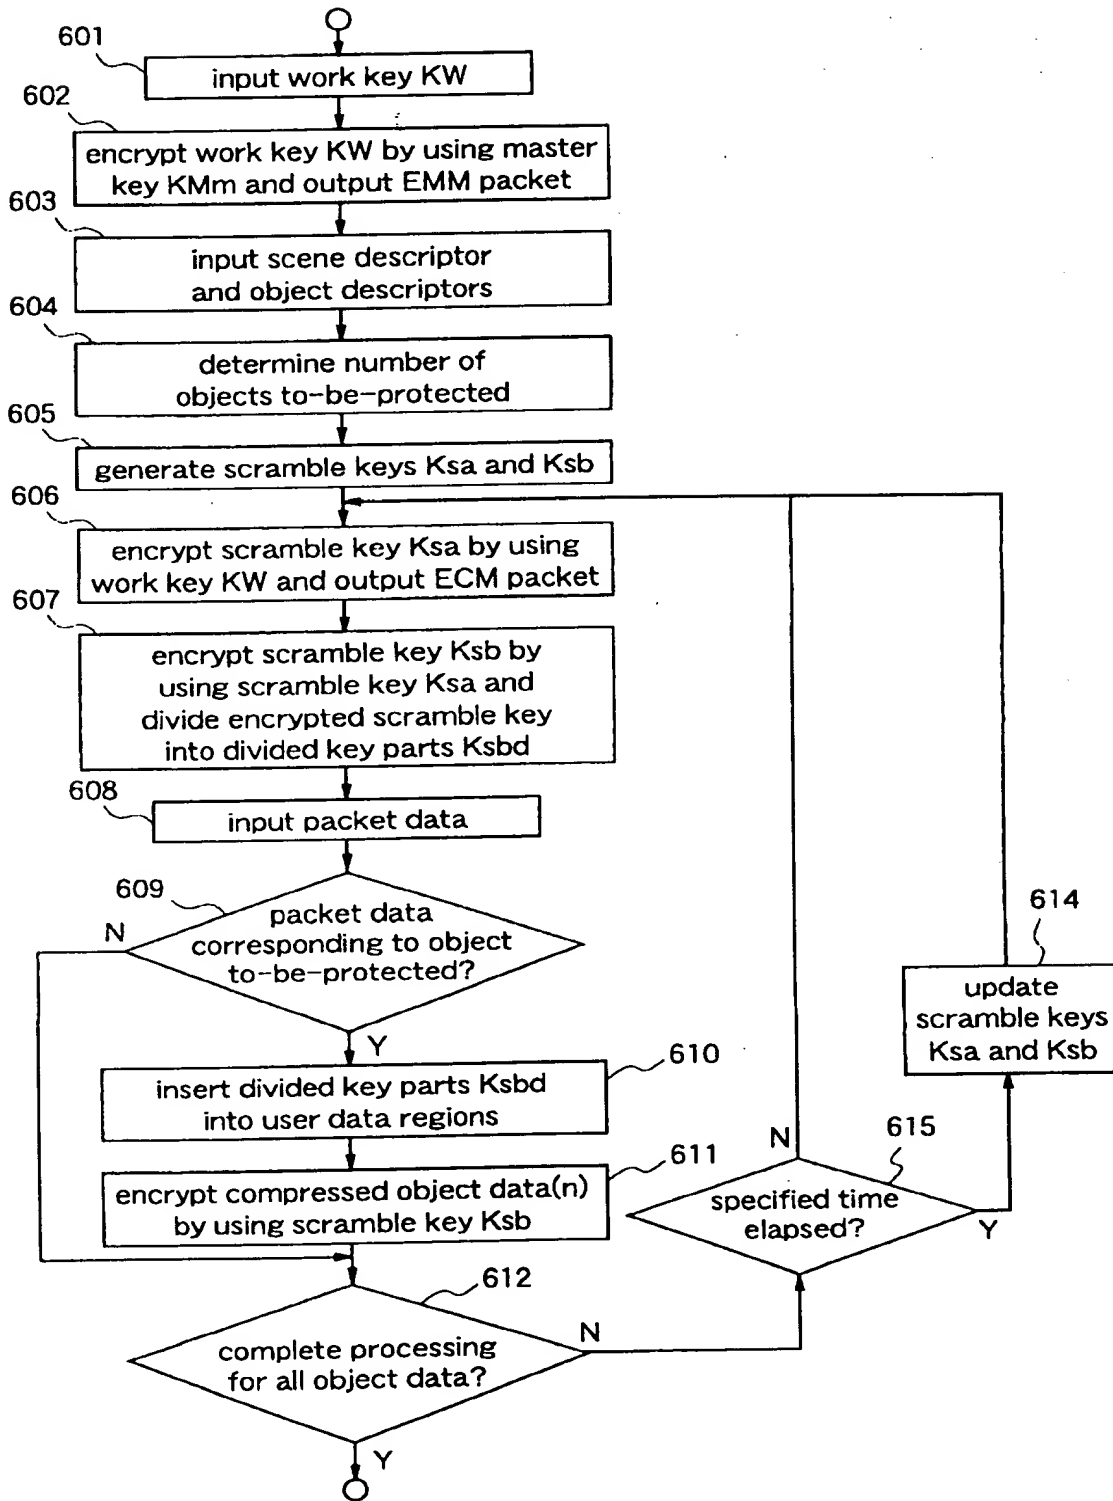 601
input work key KW
602
encrypt work key KW by using master
key KMm and output EMM packet
603
input scene descriptor
and object descriptors
604
determine number of
objects to-be-protected
605
generate scramble keys Ksa and Ksb
606
encrypt scramble key Ksa by using
work key KW and output ECM packet
607
encrypt scramble key Ksb by
using scramble key Ksa and
divide encrypted scramble key
into divided key parts Ksbd
608
input packet data
609
N
packet data
corresponding to object
to-be-protected?
Y
610
insert divided key parts Ksbd
into user data regions
611
encrypt compressed object data(n)
by using scramble key Ksb
612
complete processing
for all object data?
N
Y
615
N
specified time
elapsed?
Y
614
update
scramble keys
Ksa and Ksb